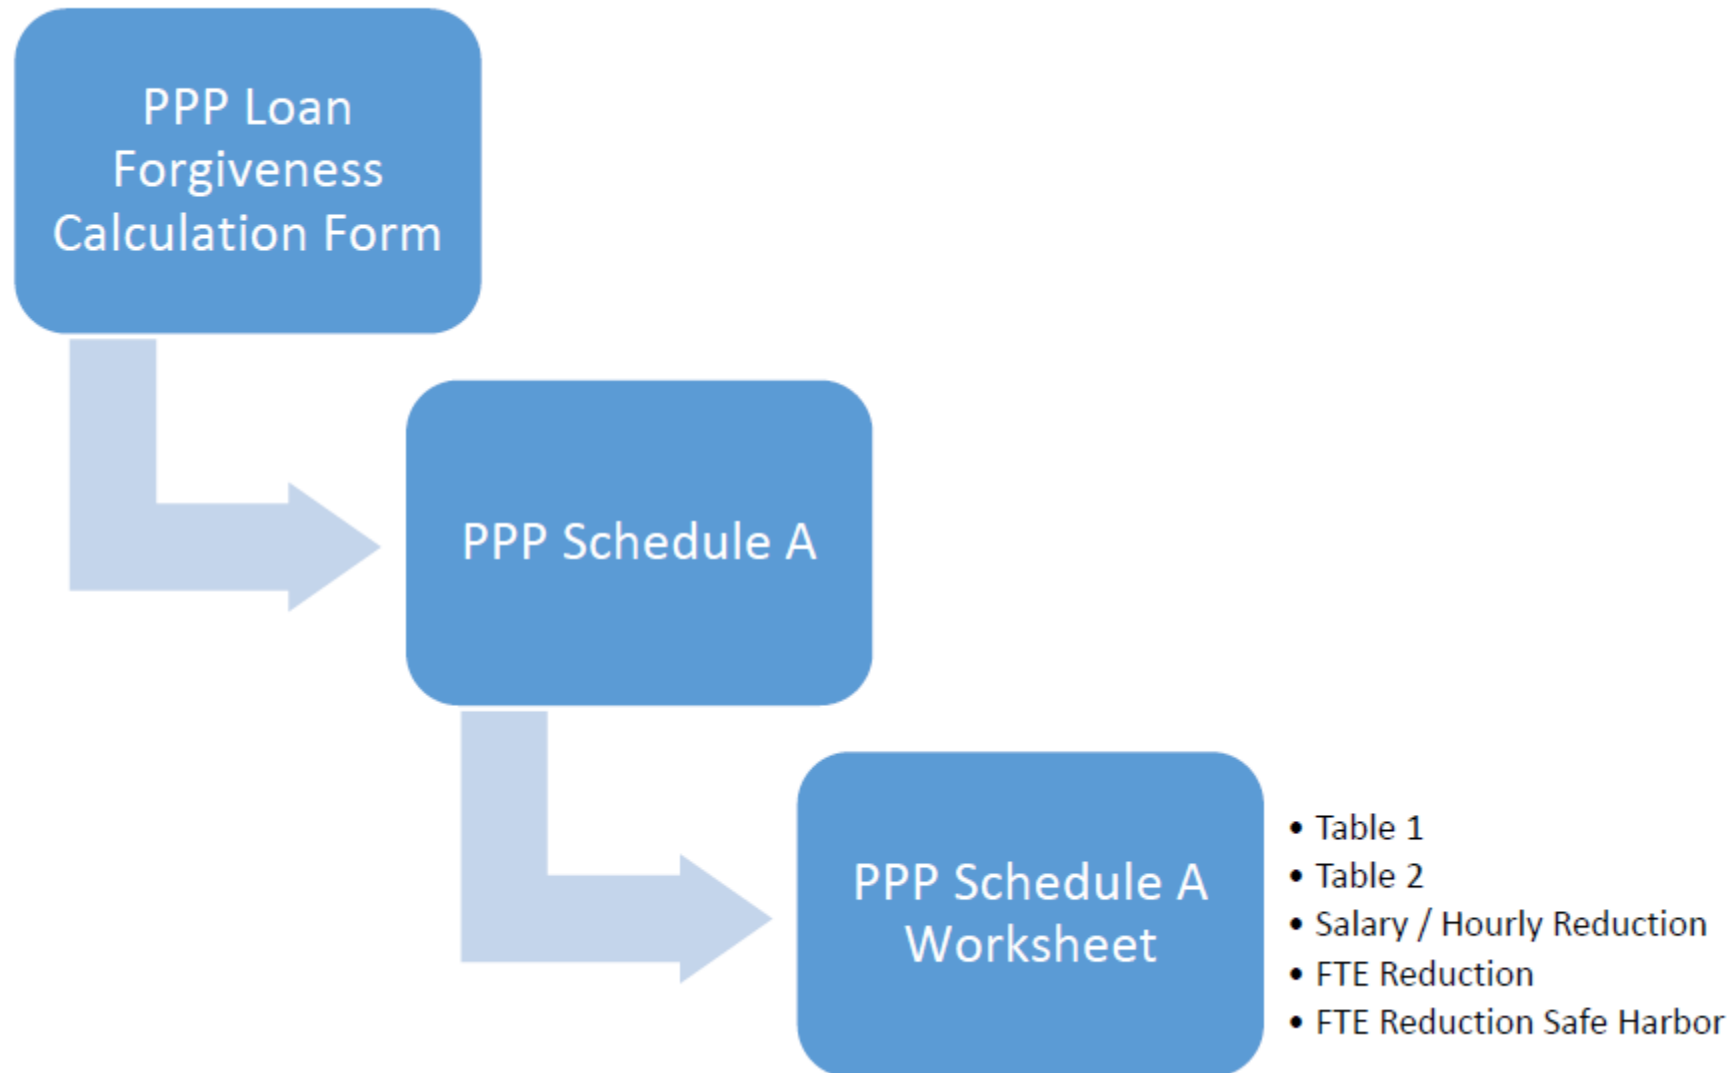 PPP Loan
Forgiveness
Calculation Form
PPP Schedule A
PPP Schedule A
Worksheet
• Table 1
• Table 2
• Salary / Hourly Reduction
• FTE Reduction
• FTE Reduction Safe Harbor